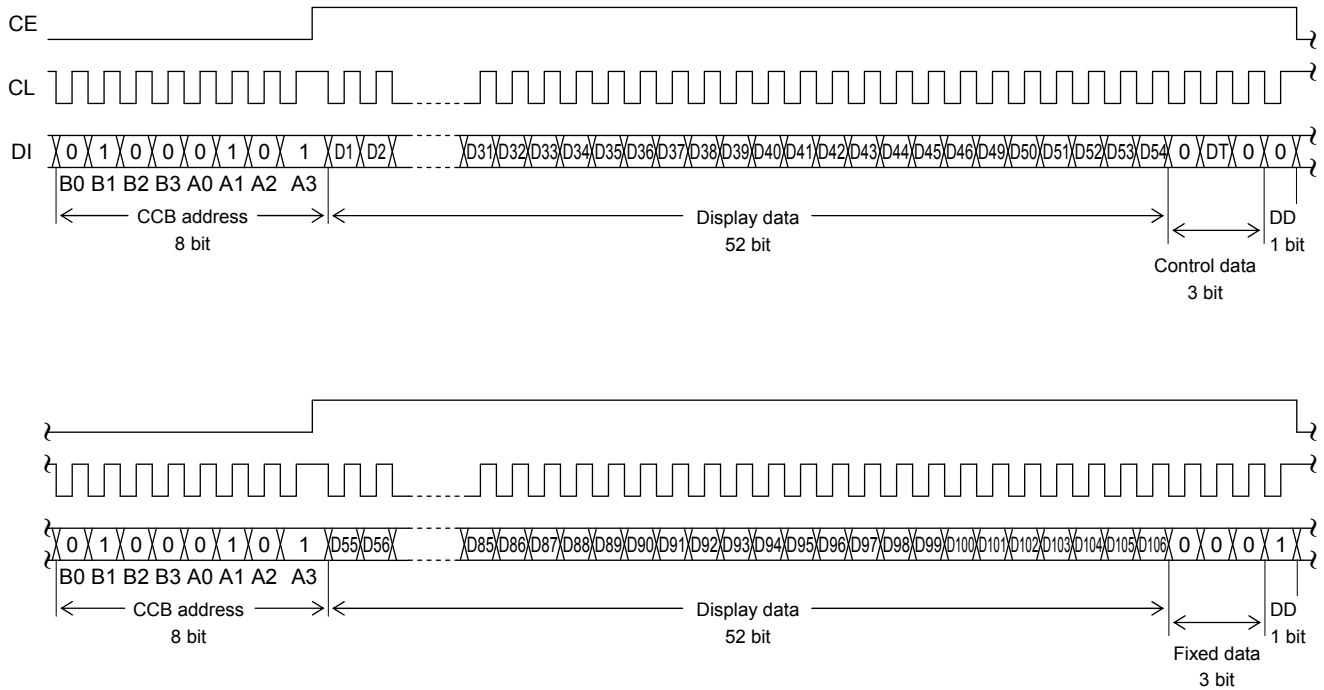 CE
CL
DI 0 1 0 0 0 1 0 1 D1 D2 D31 D32 D33 D34 D35 D36 D37 D38 D39 D40 D41 D42 D43 D44 D45 D46 D49 D50 D51 D52 D53 D54 0 DT 0 0
B0 B1 B2 B3 A0 A1 A2 A3
CCB address
8 bit
Display data
52 bit
Control data
3 bit
DD
1 bit
0 1 0 0 0 1 0 1 D55 D56 D85 D86 D87 D88 D89 D90 D91 D92 D93 D94 D95 D96 D97 D98 D99 D100 D101 D102 D103 D104 D105 D106 0 0 0 1
B0 B1 B2 B3 A0 A1 A2 A3
CCB address
8 bit
Display data
52 bit
Fixed data
3 bit
DD
1 bit